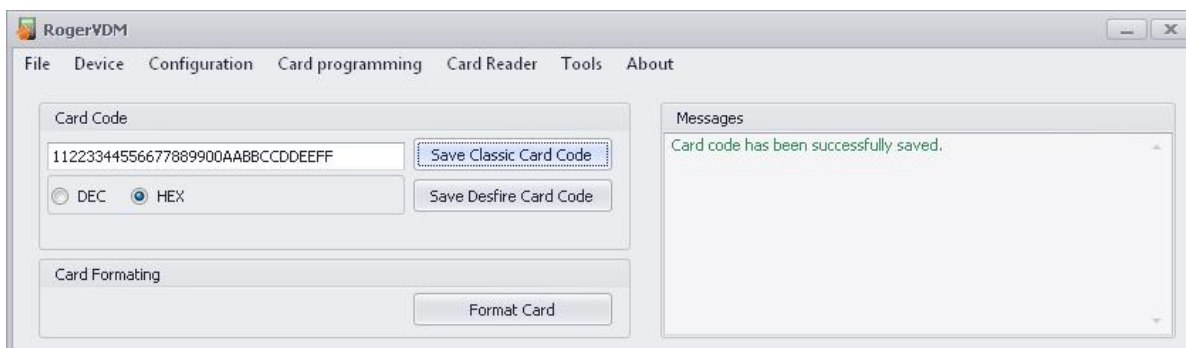 RogerVDM
File Device Configuration Card programming Card Reader Tools About
Card Code
11223344556677889900AABBCCDDEEFF
Save Classic Card Code
DEC HEX
Save Desfire Card Code
Card Formating
Format Card
Messages
Card code has been successfully saved.